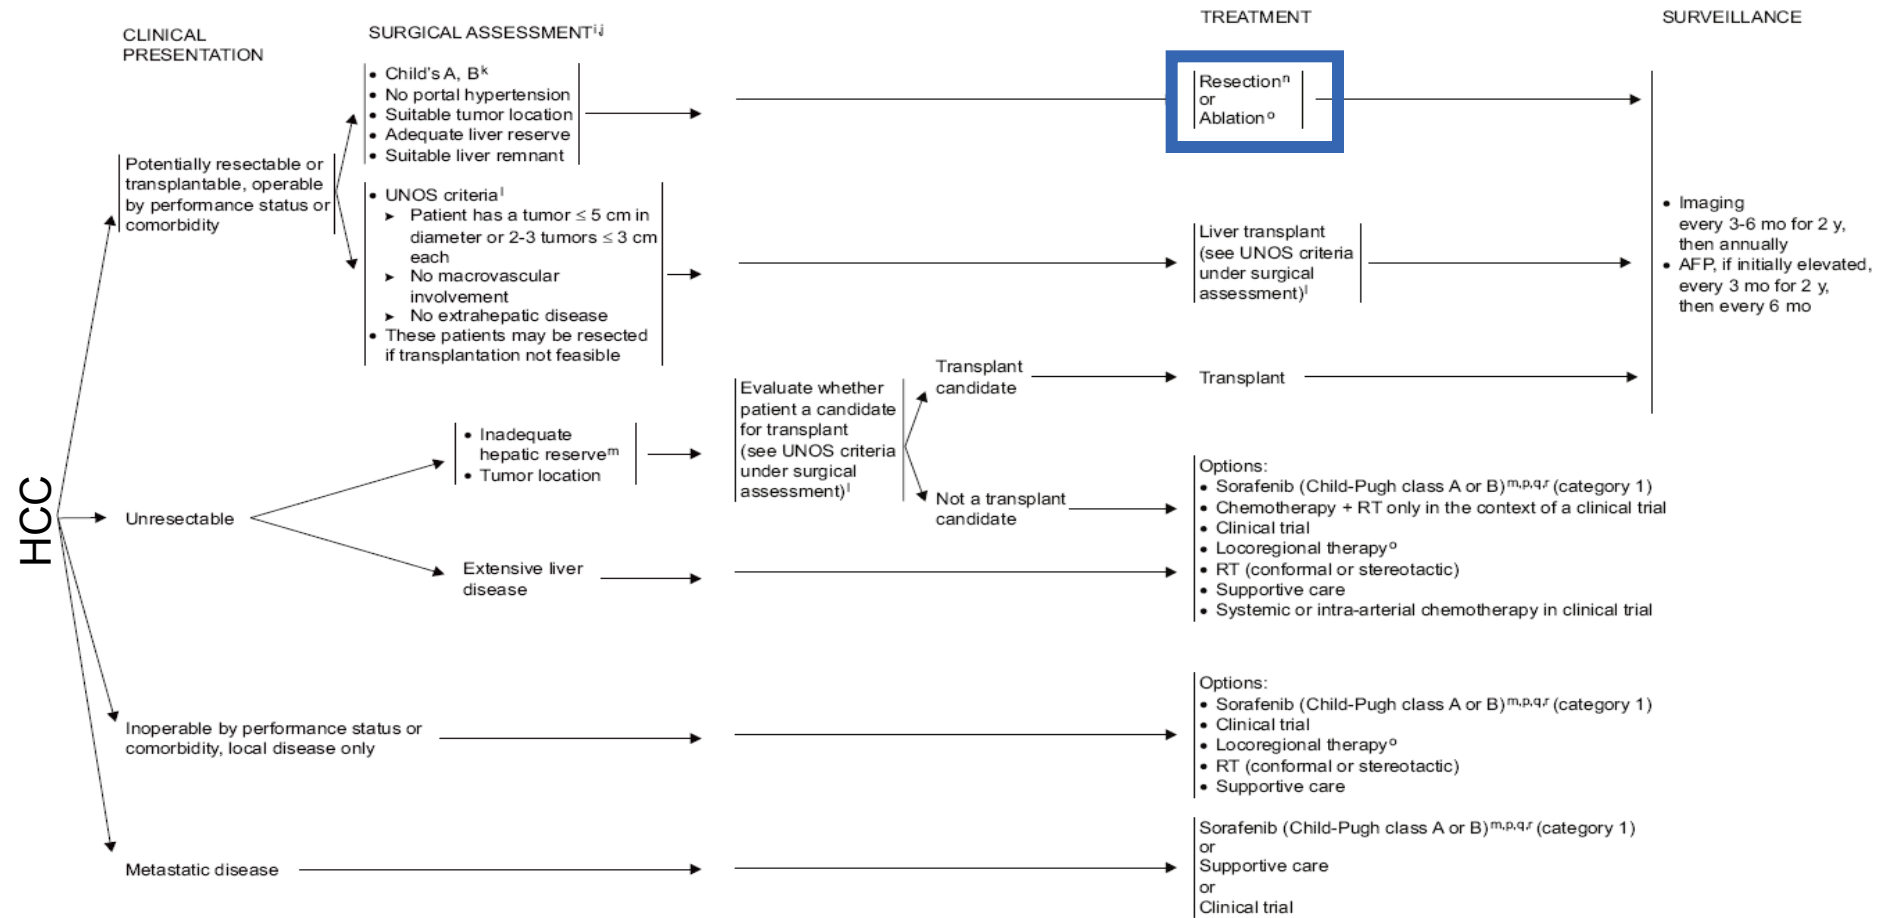 CLINICAL
PRESENTATION
SURGICAL ASSESSMENTi,j
TREATMENT
SURVEILLANCE
HCC
Potentially resectable or
transplantable, operable
by performance status or
comorbidity
• Child's A, Bk
• No portal hypertension
• Suitable tumor location
• Adequate liver reserve
• Suitable liver remnant
Resectionn
or
Ablationo
• UNOS criterial
➤ Patient has a tumor ≤ 5 cm in
diameter or 2-3 tumors ≤ 3 cm
each
➤ No macrovascular
involvement
➤ No extrahepatic disease
• These patients may be resected
if transplantation not feasible
Liver transplant
(see UNOS criteria
under surgical
assessment)l
• Imaging
every 3-6 mo for 2 y,
then annually
• AFP, if initially elevated,
every 3 mo for 2 y,
then every 6 mo
Unresectable
• Inadequate
hepatic reservem
• Tumor location
Evaluate whether
patient a candidate
for transplant
(see UNOS criteria
under surgical
assessment)l
Transplant
candidate
Transplant
Not a transplant
candidate
Extensive liver
disease
Options:
• Sorafenib (Child-Pugh class A or B)m,p,q,r (category 1)
• Chemotherapy + RT only in the context of a clinical trial
• Clinical trial
• Locoregional therapyo
• RT (conformal or stereotactic)
• Supportive care
• Systemic or intra-arterial chemotherapy in clinical trial
Inoperable by performance status or
comorbidity, local disease only
Options:
• Sorafenib (Child-Pugh class A or B)m,p,q,r (category 1)
• Clinical trial
• Locoregional therapyo
• RT (conformal or stereotactic)
• Supportive care
Metastatic disease
Sorafenib (Child-Pugh class A or B)m,p,q,r (category 1)
or
Supportive care
or
Clinical trial